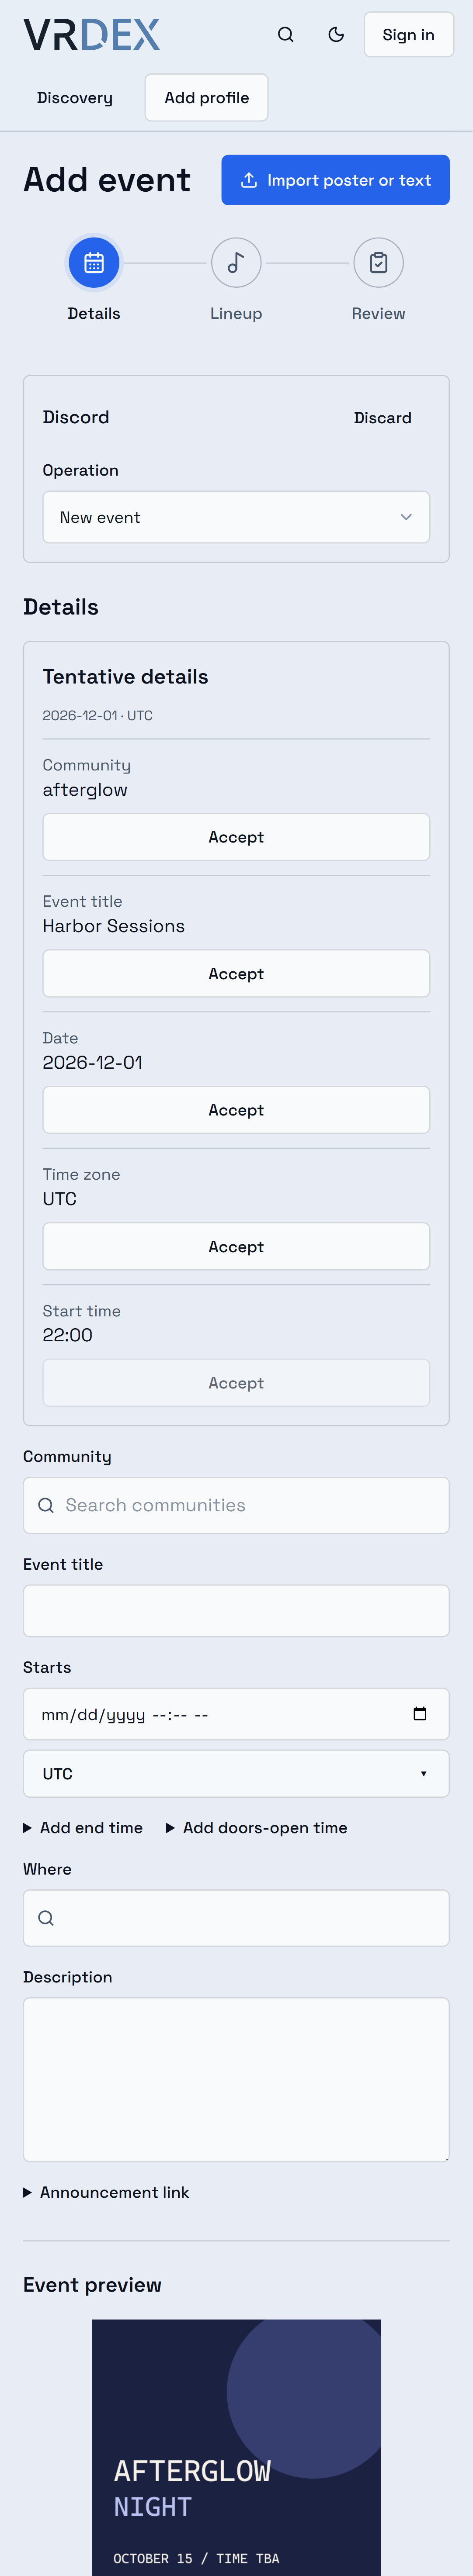 VRDEX
Sign in
Discovery
Add profile
Add event
Import poster or text
Details
Lineup
Review
Discord
Discard
Operation
New event
Details
Tentative details
2026-12-01 · UTC
Community
afterglow
Accept
Event title
Harbor Sessions
Accept
Date
2026-12-01
Accept
Time zone
UTC
Accept
Start time
22:00
Accept
Community
Search communities
Event title
Starts
mm/dd/yyyy --:-- --
UTC
Add end time
Add doors-open time
Where
Description
Announcement link
Event preview
AFTERGLOW
NIGHT
OCTOBER 15 / TIME TBA